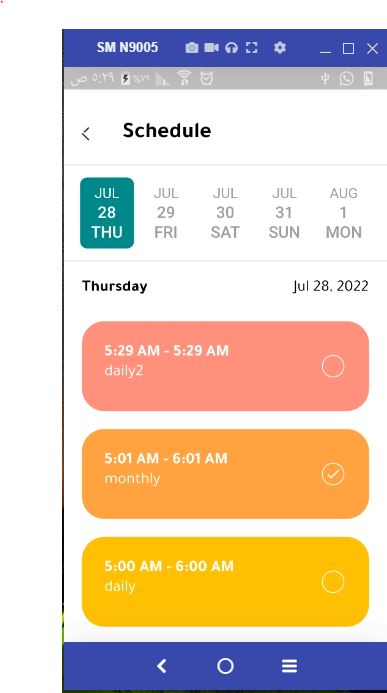 SM N9005
ص ٥:٢٩ %٧٩
Schedule
JUL JUL JUL JUL AUG
28 29 30 31 1
THU FRI SAT SUN MON
Thursday Jul 28, 2022
5:29 AM - 5:29 AM
daily2
5:01 AM - 6:01 AM
monthly
5:00 AM - 6:00 AM
daily